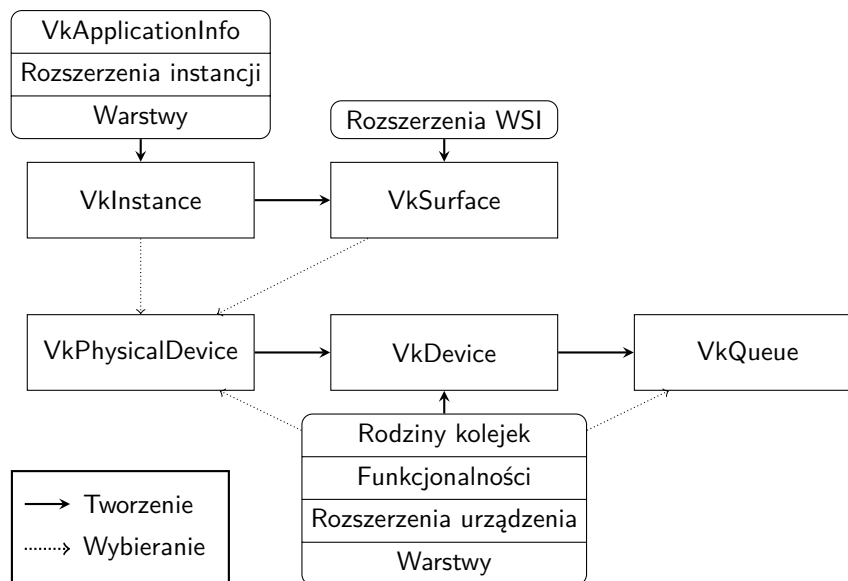 VkApplicationInfo
Rozszerzenia instancji
Warstwy
Rozszerzenia WSI
VkInstance
VkSurface
VkPhysicalDevice
VkDevice
VkQueue
Rodziny kolejek
Funkcjonalności
Rozszerzenia urządzenia
Warstwy
Tworzenie
Wybieranie